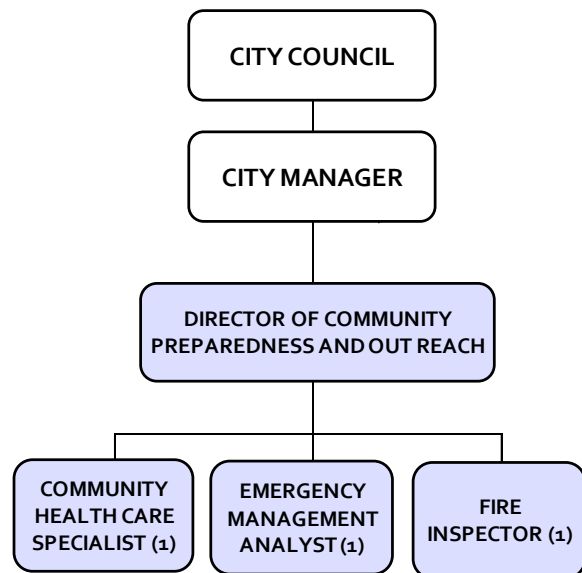 CITY COUNCIL
CITY MANAGER
DIRECTOR OF COMMUNITY
PREPAREDNESS AND OUT REACH
COMMUNITY
HEALTH CARE
SPECIALIST (1)
EMERGENCY
MANAGEMENT
ANALYST (1)
FIRE
INSPECTOR (1)